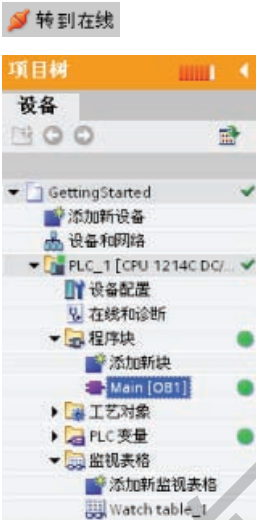 转到在线
项目树
设备
GettingStarted
添加新设备
设备和网络
PLC_1 [CPU 1214C DC/...
设备配置
在线和诊断
程序块
添加新块
Main [OB1]
工艺对象
PLC 变量
监视表格
添加新监视表格
Watch table_1